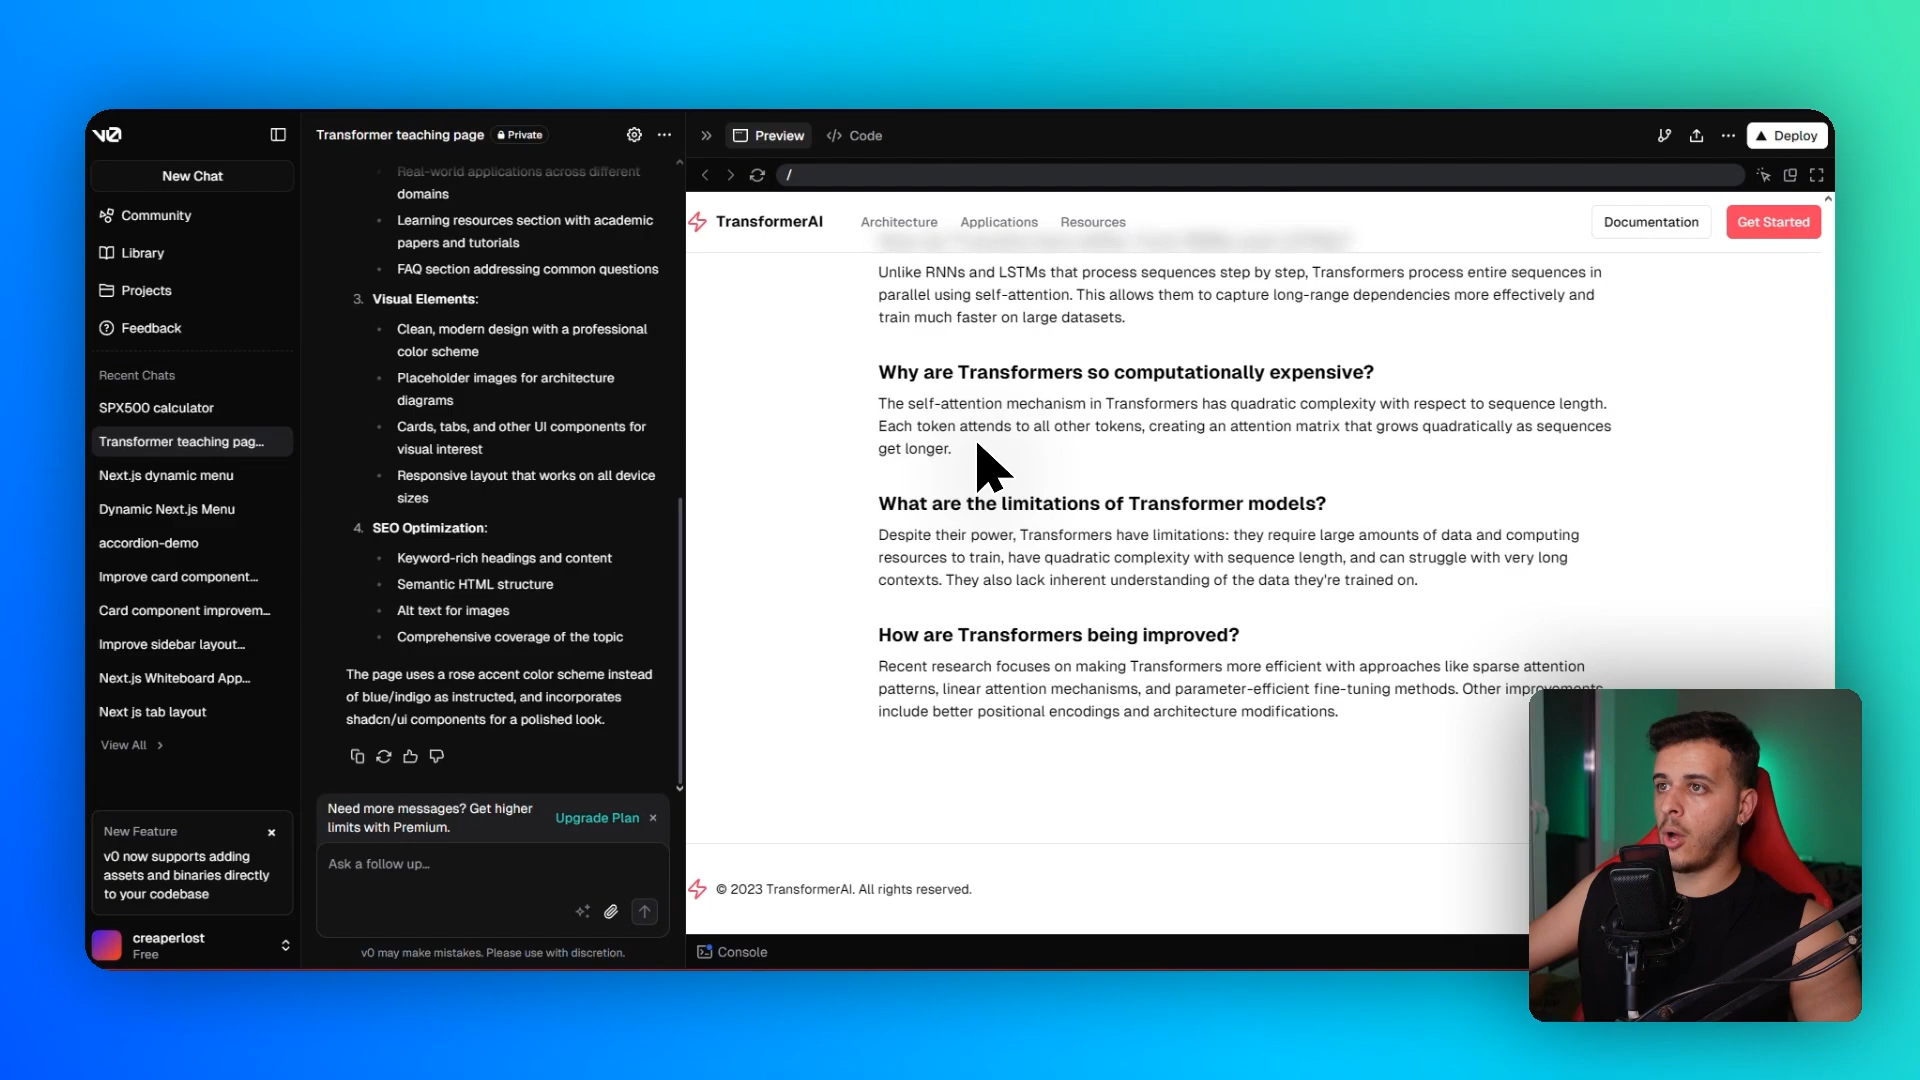 v0
New Chat
Community
Library
Projects
Feedback
Recent Chats
SPX500 calculator
Transformer teaching pag...
Next.js dynamic menu
Dynamic Next.js Menu
accordion-demo
Improve card component...
Card component improvem...
Improve sidebar layout...
Next.js Whiteboard App...
Next js tab layout
View All
New Feature
v0 now supports adding
assets and binaries directly
to your codebase
creaperlost
Free
Transformer teaching page
Private
Real-world applications across different
domains
Learning resources section with academic
papers and tutorials
FAQ section addressing common questions
3. Visual Elements:
Clean, modern design with a professional
color scheme
Placeholder images for architecture
diagrams
Cards, tabs, and other UI components for
visual interest
Responsive layout that works on all device
sizes
4. SEO Optimization:
Keyword-rich headings and content
Semantic HTML structure
Alt text for images
Comprehensive coverage of the topic
The page uses a rose accent color scheme instead
of blue/indigo as instructed, and incorporates
shadcn/ui components for a polished look.
Need more messages? Get higher
limits with Premium.
Upgrade Plan
Ask a follow up...
v0 may make mistakes. Please use with discretion.
Preview
Code
Deploy
/
TransformerAI
Architecture
Applications
Resources
Documentation
Get Started
Unlike RNNs and LSTMs that process sequences step by step, Transformers process entire sequences in
parallel using self-attention. This allows them to capture long-range dependencies more effectively and
train much faster on large datasets.
Why are Transformers so computationally expensive?
The self-attention mechanism in Transformers has quadratic complexity with respect to sequence length.
Each token attends to all other tokens, creating an attention matrix that grows quadratically as sequences
get longer.
What are the limitations of Transformer models?
Despite their power, Transformers have limitations: they require large amounts of data and computing
resources to train, have quadratic complexity with sequence length, and can struggle with very long
contexts. They also lack inherent understanding of the data they're trained on.
How are Transformers being improved?
Recent research focuses on making Transformers more efficient with approaches like sparse attention
patterns, linear attention mechanisms, and parameter-efficient fine-tuning methods. Other improvements
include better positional encodings and architecture modifications.
© 2023 TransformerAI. All rights reserved.
Console